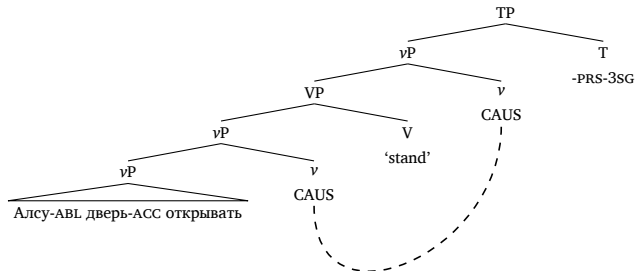 TP
vP T
-PRS-3SG
VP v
CAUS
vP V
‘stand’
vP v
CAUS
Алсу-ABL дверь-ACC открывать